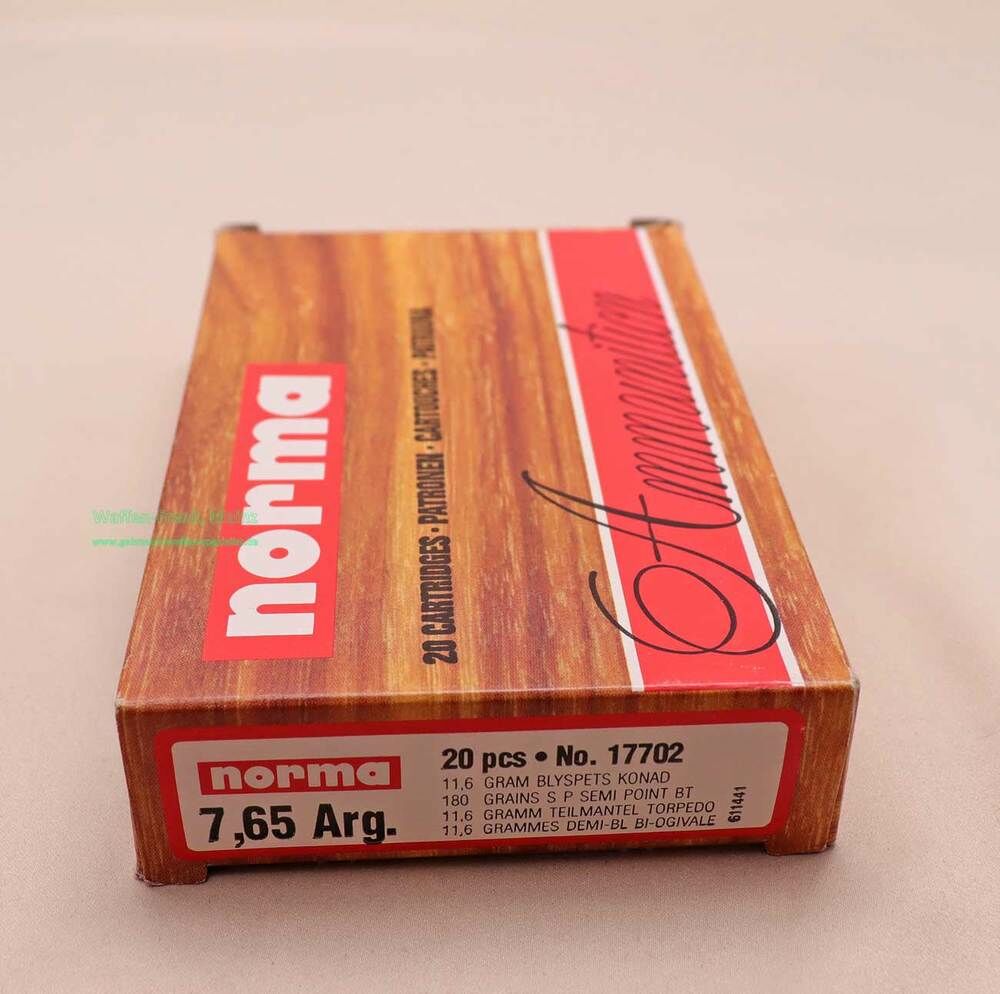 norma
20 CARTRIDGES • PATRONEN • CARTOUCHES • PATRONNA
Ammunition
norma
7,65 Arg.
20 pcs • No. 17702
11,6 GRAM BLYSPETS KONAD
180 GRAINS S P SEMI POINT BT
11,6 GRAMM TEILMANTEL TORPEDO
11,6 GRAMMES DEMI-BL BI-OGIVALE
611441